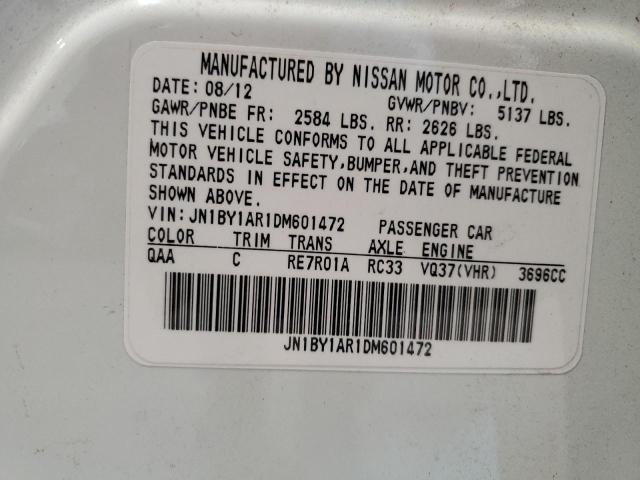 MANUFACTURED BY NISSAN MOTOR CO.,LTD.
DATE: 08/12 GVWR/PNBV: 5137 LBS.
GAWR/PNBE FR: 2584 LBS. RR: 2626 LBS.
THIS VEHICLE CONFORMS TO ALL APPLICABLE FEDERAL
MOTOR VEHICLE SAFETY,BUMPER,AND THEFT PREVENTION
STANDARDS IN EFFECT ON THE DATE OF MANUFACTURE
SHOWN ABOVE.
VIN:JN1BY1AR1DM601472 PASSENGER CAR
COLOR TRIM TRANS AXLE ENGINE
QAA C RE7R01A RC33 VQ37(VHR) 3696CC
JN1BY1AR1DM601472